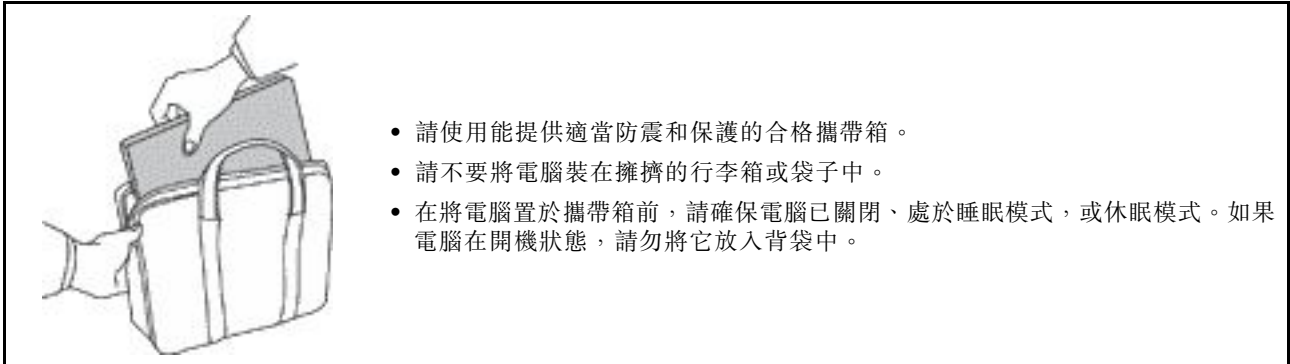 • 請使用能提供適當防震和保護的合格攜帶箱。
• 請不要將電腦裝在擁擠的行李箱或袋子中。
• 在將電腦置於攜帶箱前，請確保電腦已關閉、處於睡眠模式，或休眠模式。如果
電腦在開機狀態，請勿將它放入背袋中。